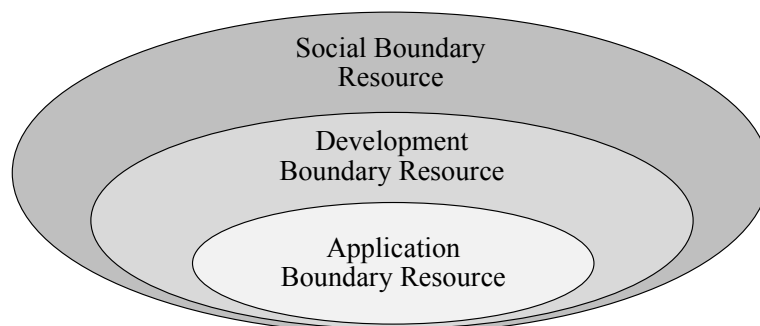 Social Boundary
Resource
Development
Boundary Resource
Application
Boundary Resource